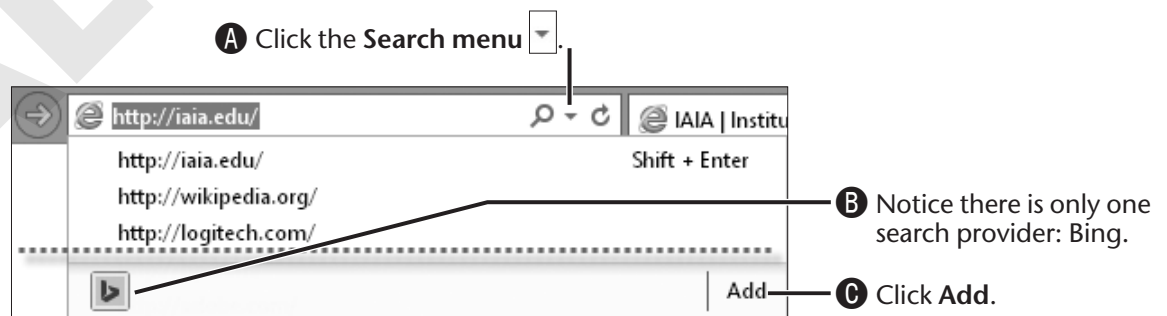 A Click the Search menu .
http://iaia.edu/
IAIA | Institu
http://iaia.edu/ Shift + Enter
http://wikipedia.org/
http://logitech.com/
B Notice there is only one
search provider: Bing.
Add
C Click Add.